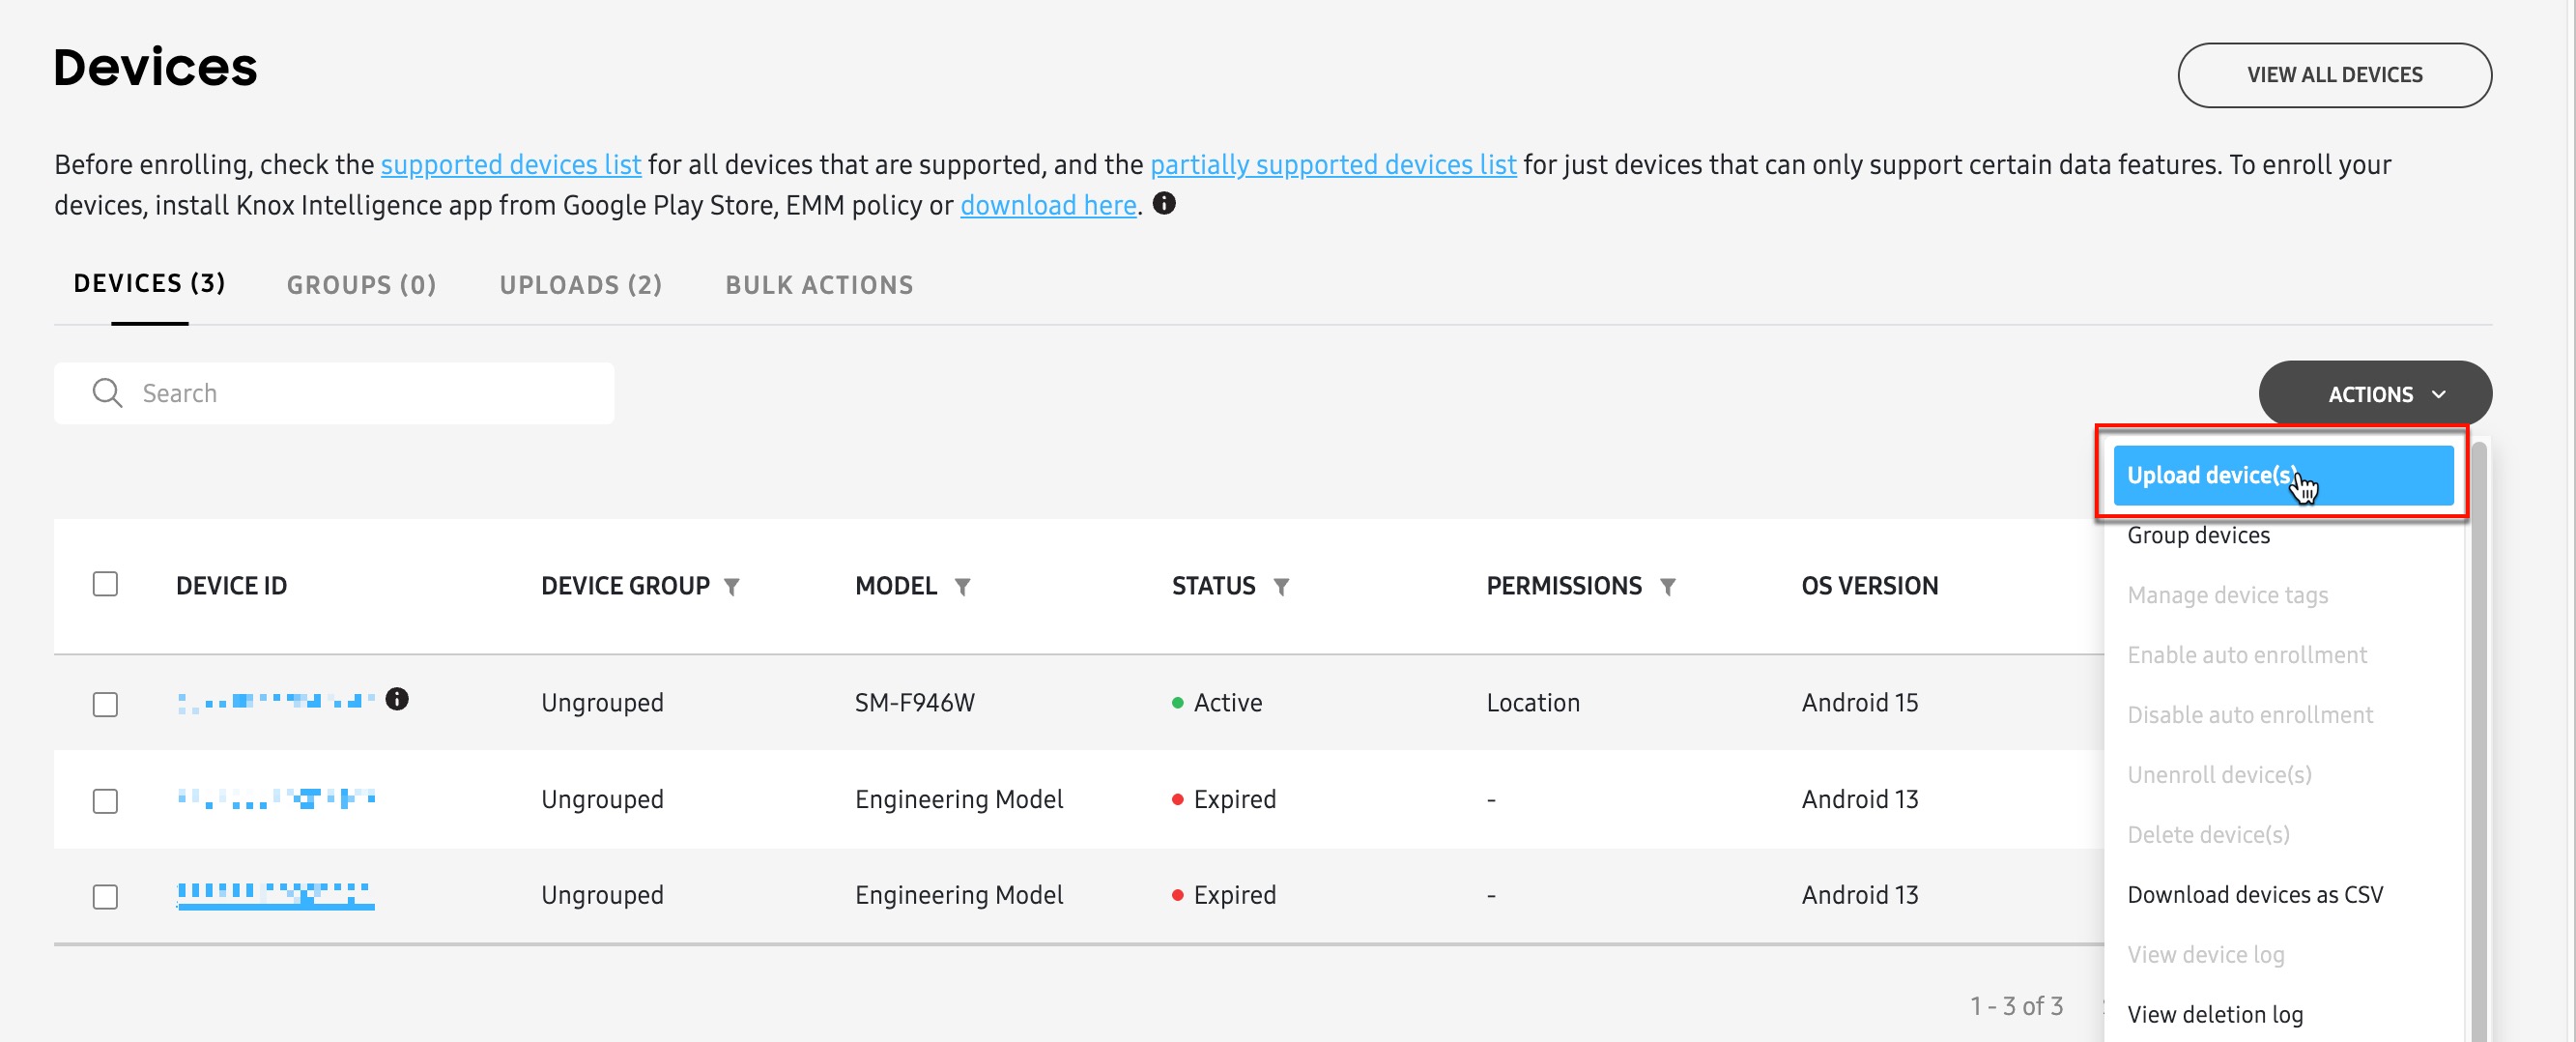 Devices
VIEW ALL DEVICES
Before enrolling, check the supported devices list for all devices that are supported, and the partially supported devices list for just devices that can only support certain data features. To enroll your
devices, install Knox Intelligence app from Google Play Store, EMM policy or download here.
DEVICES (3) GROUPS (0) UPLOADS (2) BULK ACTIONS
Search
ACTIONS
Upload device(s)
Group devices
Manage device tags
Enable auto enrollment
Disable auto enrollment
Unenroll device(s)
Delete device(s)
Download devices as CSV
View device log
View deletion log
DEVICE ID DEVICE GROUP MODEL STATUS PERMISSIONS OS VERSION
Ungrouped SM-F946W Active Location Android 15
Ungrouped Engineering Model Expired - Android 13
Ungrouped Engineering Model Expired - Android 13
1 - 3 of 3